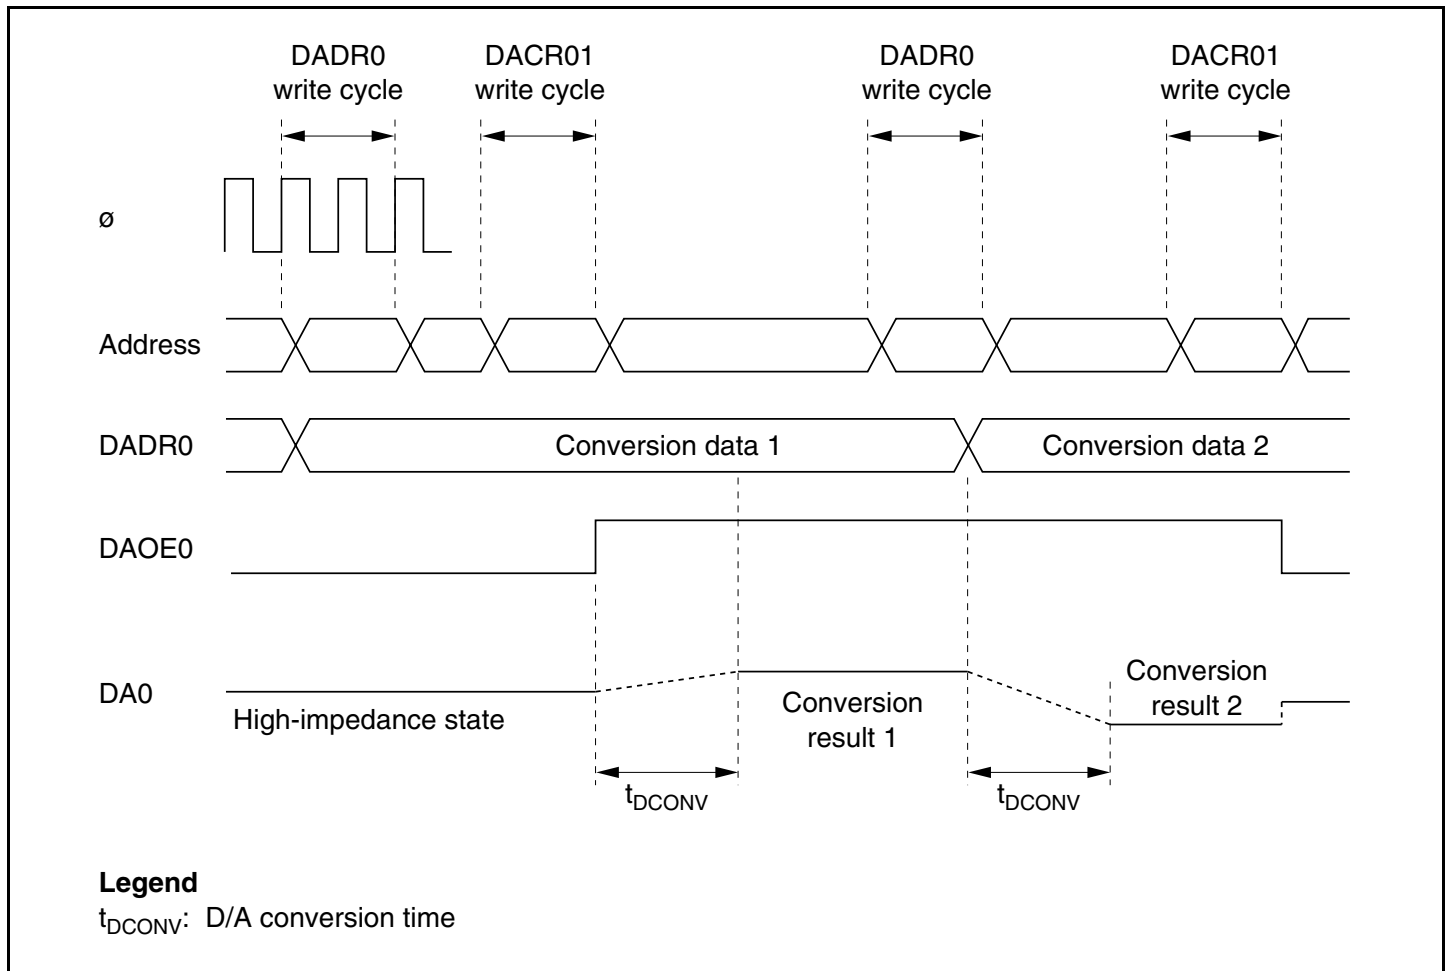 DADR0 write cycle
DACR01 write cycle
DADR0 write cycle
DACR01 write cycle
ø
Address
DADR0
Conversion data 1
Conversion data 2
DAOE0
DA0
High-impedance state
Conversion result 1
Conversion result 2
tDCONV
tDCONV
Legend
tDCONV: D/A conversion time